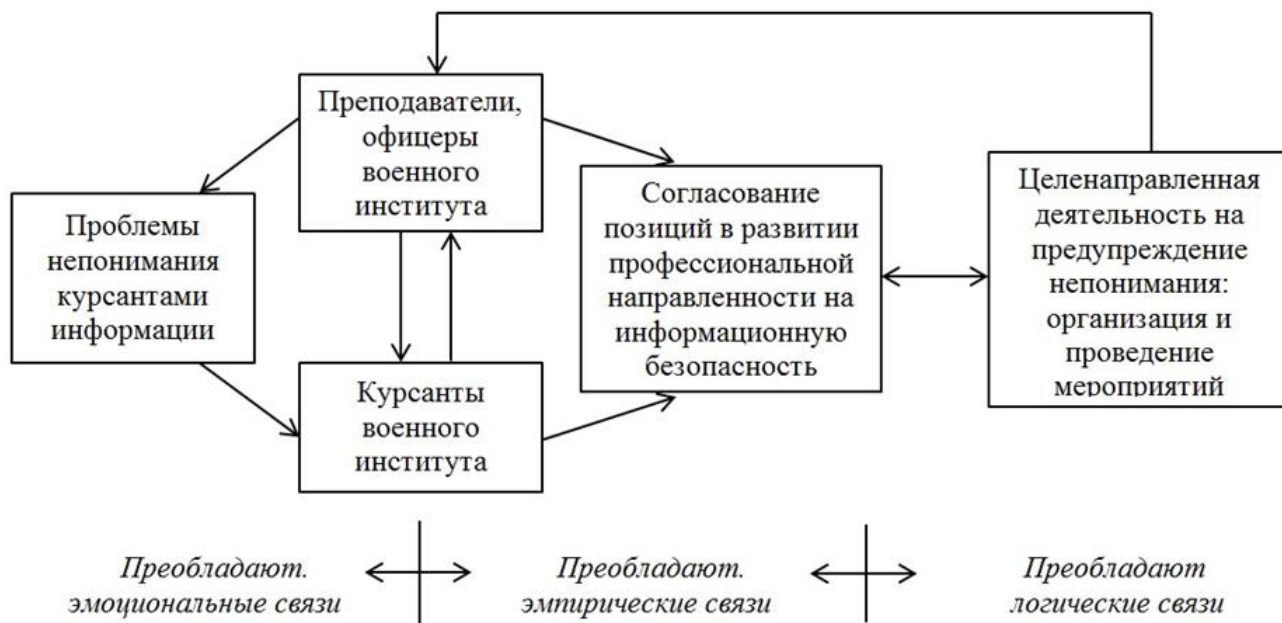 Преподаватели,
офицеры
военного
института
Проблемы
непонимания
курсантами
информации
Курсанты
военного
института
Согласование
позиций в развитии
профессиональной
направленности на
информационную
безопасность
Целенаправленная
деятельность на
предупреждение
непонимания:
организация и
проведение
мероприятий
Преобладают.
эмоциональные связи
Преобладают.
эмпирические связи
Преобладают
логические связи